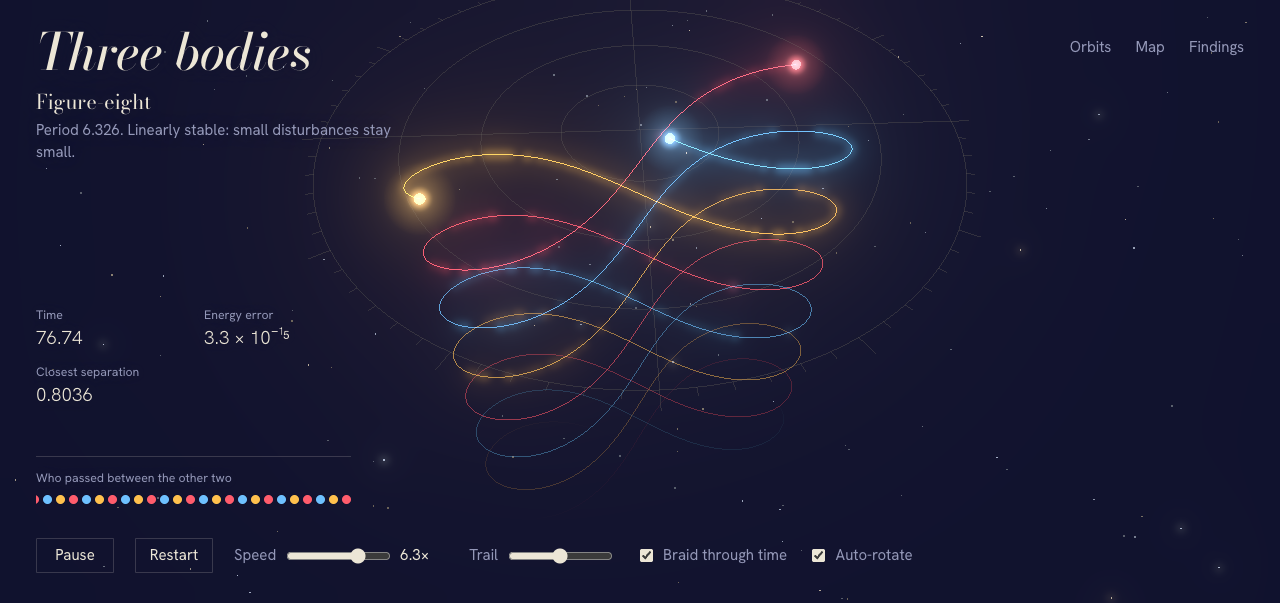 Three bodies
Orbits Map Findings
Figure-eight
Period 6.326. Linearly stable: small disturbances stay
small.
Time Energy error
76.74 3.3 × 10⁻¹⁵
Closest separation
0.8036
Who passed between the other two
Pause Restart Speed 6.3× Trail Braid through time Auto-rotate